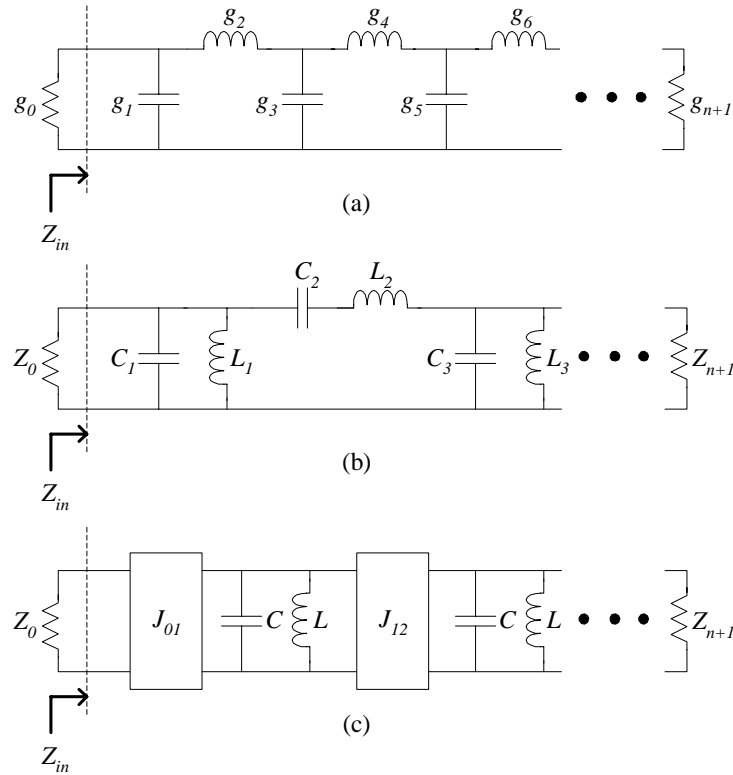 g2 g4 g6
g0 g1 g3 g5 gn+1
Zin
(a)
C2 L2
Z0 C1 L1 C3 L3 Zn+1
Zin
(b)
Z0 J01 C L J12 C L Zn+1
Zin
(c)